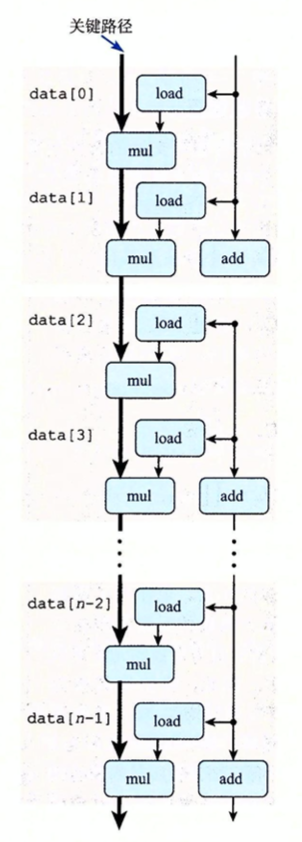 关键路径
data[0]
load
mul
data[1]
load
mul add
data[2]
load
mul
data[3]
load
mul add
data[n-2]
load
mul
data[n-1]
load
mul add